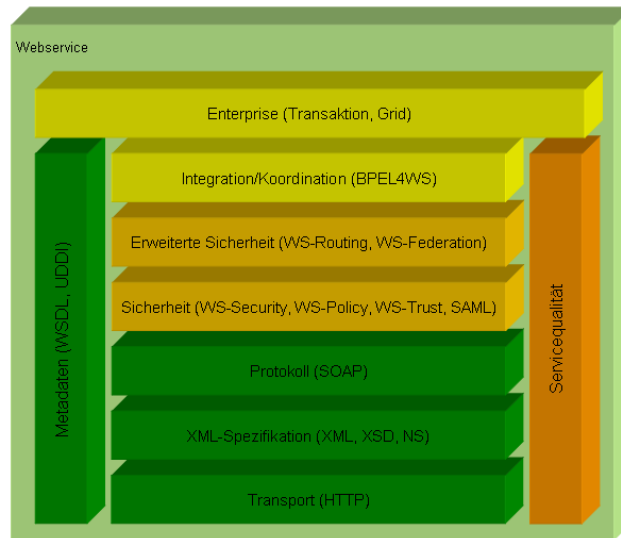 Webservice
Enterprise (Transaktion, Grid)
Integration/Koordination (BPEL4WS)
Erweiterte Sicherheit (WS-Routing, WS-Federation)
Sicherheit (WS-Security, WS-Policy, WS-Trust, SAML)
Protokoll (SOAP)
XML-Spezifikation (XML, XSD, NS)
Transport (HTTP)
Metadaten (WSDL, UDDI)
Servicequalität